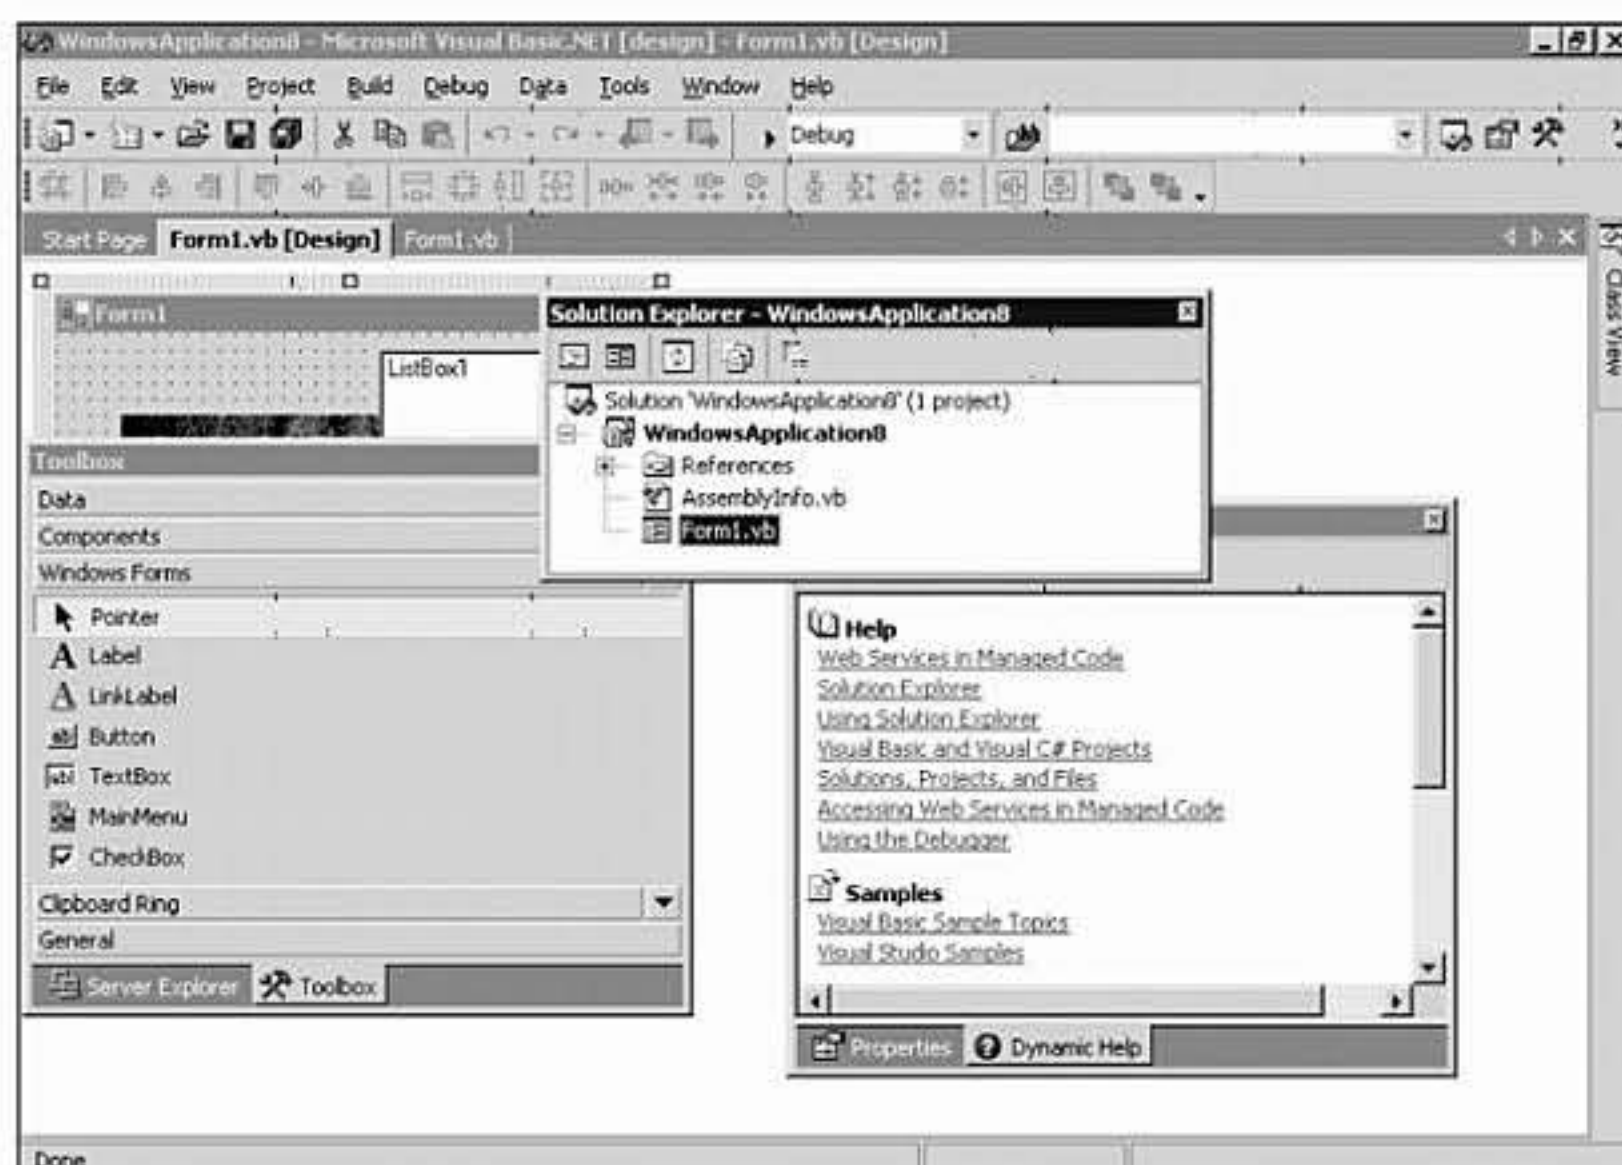 WindowsApplication8 - Microsoft Visual Basic.NET [design] - Form1.vb [Design]
File Edit View Project Build Debug Data Tools Window Help
Debug
Start Page Form1.vb [Design] Form1.vb
Class View
Form1
ListBox1
Solution Explorer - WindowsApplication8
Solution 'WindowsApplication8' (1 project)
WindowsApplication8
References
AssemblyInfo.vb
Form1.vb
Toolbox
Data
Components
Windows Forms
Pointer
A Label
A LinkLabel
ab Button
abl TextBox
MainMenu
CheckBox
Clipboard Ring
General
Server Explorer Toolbox
Help
Web Services in Managed Code
Solution Explorer
Using Solution Explorer
Visual Basic and Visual C# Projects
Solutions, Projects, and Files
Accessing Web Services in Managed Code
Using the Debugger
Samples
Visual Basic Sample Topics
Visual Studio Samples
Properties Dynamic Help
Done